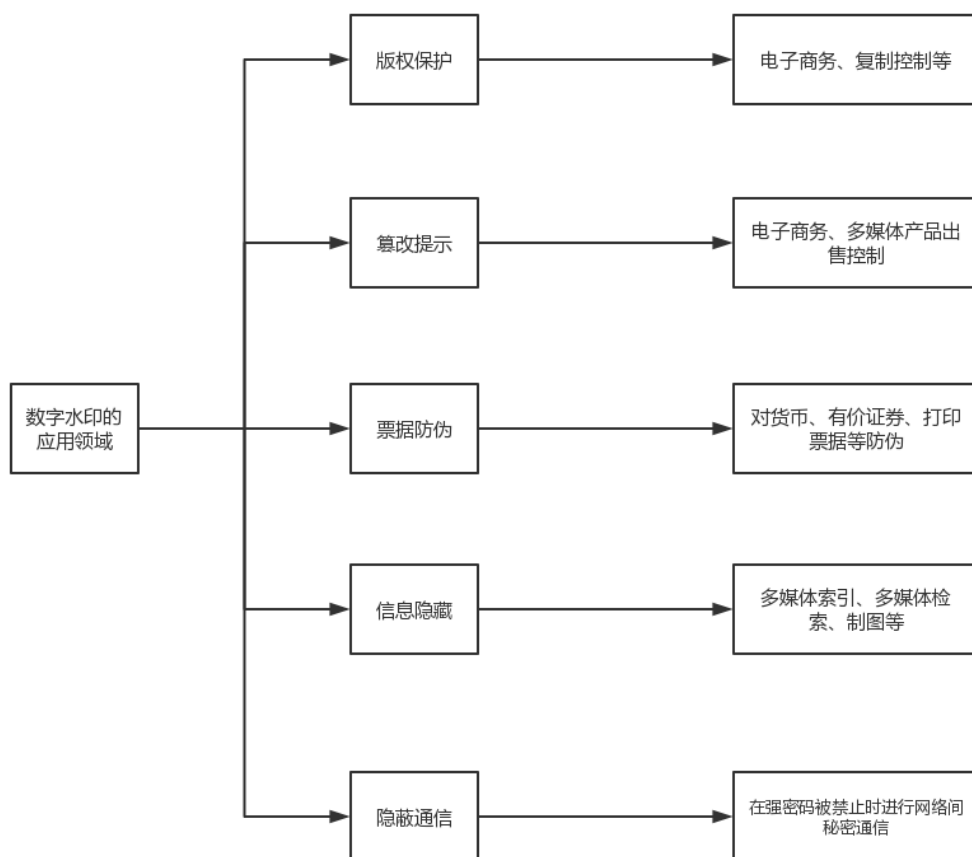 版权保护
电子商务、复制控制等
篡改提示
电子商务、多媒体产品出
售控制
数字水印的
应用领域
票据防伪
对货币、有价证券、打印
票据等防伪
信息隐藏
多媒体索引、多媒体检
索、制图等
隐蔽通信
在强密码被禁止时进行网络间
秘密通信